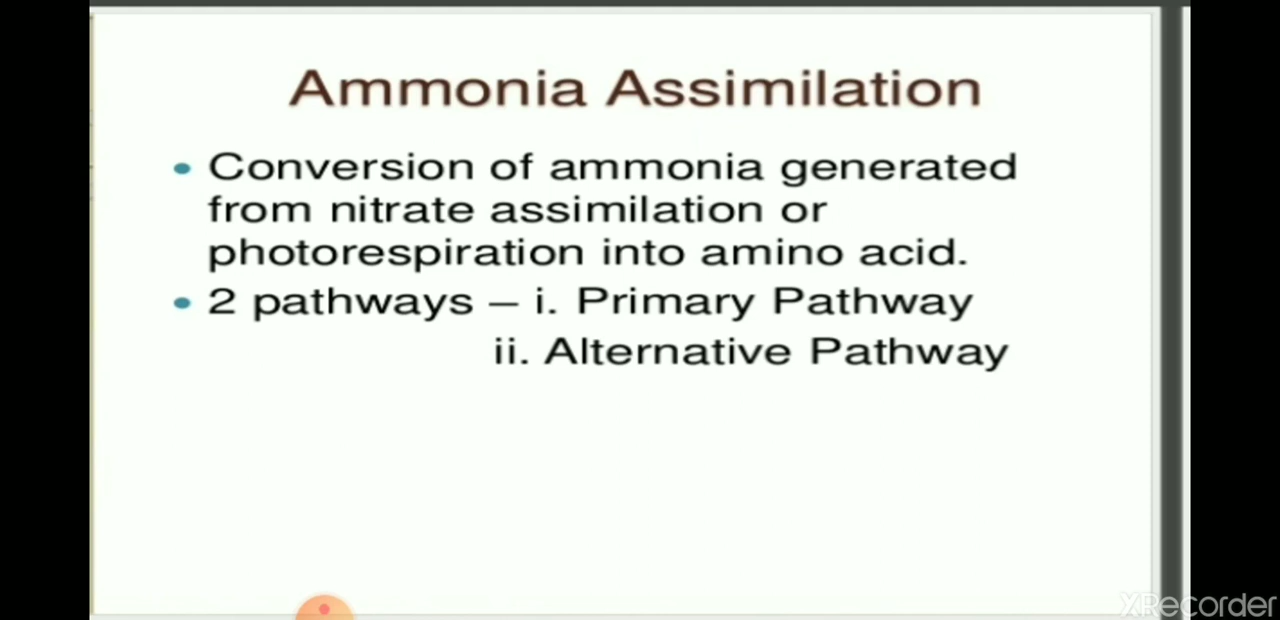 Ammonia Assimilation
• Conversion of ammonia generated
from nitrate assimilation or
photorespiration into amino acid.
• 2 pathways – i. Primary Pathway
ii. Alternative Pathway
XRecorder